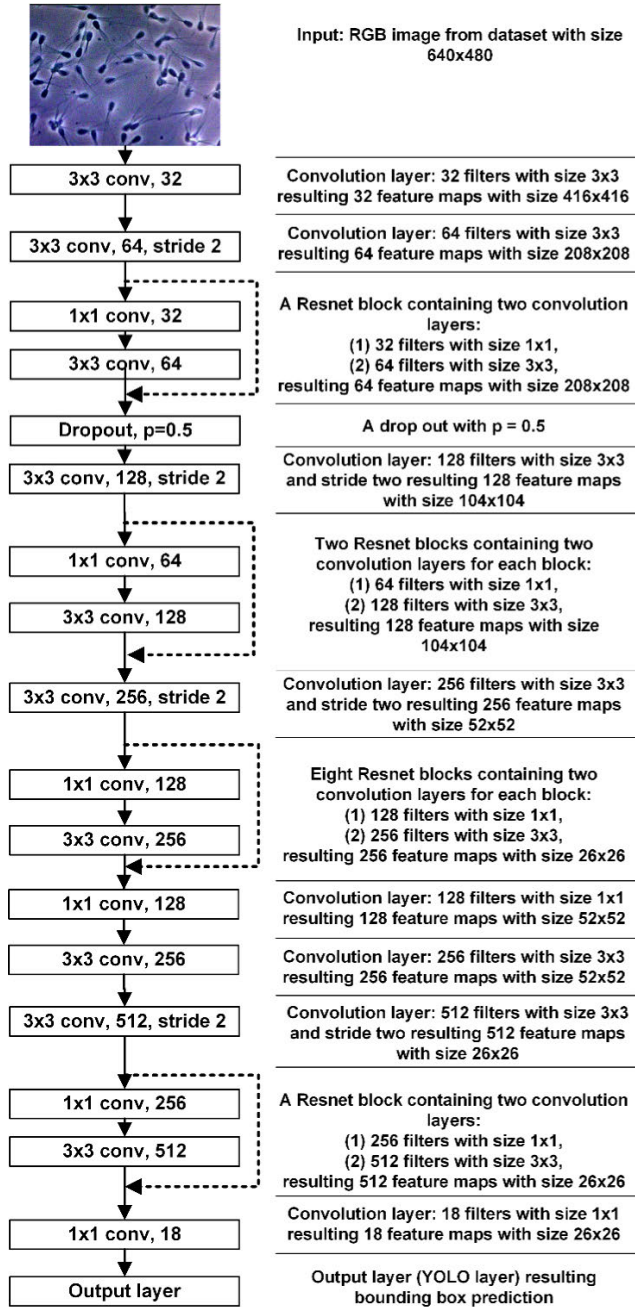 Input: RGB image from dataset with size
640x480
3x3 conv, 32
Convolution layer: 32 filters with size 3x3
resulting 32 feature maps with size 416x416
3x3 conv, 64, stride 2
Convolution layer: 64 filters with size 3x3
resulting 64 feature maps with size 208x208
1x1 conv, 32
3x3 conv, 64
A Resnet block containing two convolution
layers:
(1) 32 filters with size 1x1,
(2) 64 filters with size 3x3,
resulting 64 feature maps with size 208x208
Dropout, p=0.5
A drop out with p = 0.5
3x3 conv, 128, stride 2
Convolution layer: 128 filters with size 3x3
and stride two resulting 128 feature maps
with size 104x104
1x1 conv, 64
3x3 conv, 128
Two Resnet blocks containing two
convolution layers for each block:
(1) 64 filters with size 1x1,
(2) 128 filters with size 3x3,
resulting 128 feature maps with size
104x104
3x3 conv, 256, stride 2
Convolution layer: 256 filters with size 3x3
and stride two resulting 256 feature maps
with size 52x52
1x1 conv, 128
3x3 conv, 256
Eight Resnet blocks containing two
convolution layers for each block:
(1) 128 filters with size 1x1,
(2) 256 filters with size 3x3,
resulting 256 feature maps with size 26x26
1x1 conv, 128
Convolution layer: 128 filters with size 1x1
resulting 128 feature maps with size 52x52
3x3 conv, 256
Convolution layer: 256 filters with size 3x3
resulting 256 feature maps with size 52x52
3x3 conv, 512, stride 2
Convolution layer: 512 filters with size 3x3
and stride two resulting 512 feature maps
with size 26x26
1x1 conv, 256
3x3 conv, 512
A Resnet block containing two convolution
layers:
(1) 256 filters with size 1x1,
(2) 512 filters with size 3x3,
resulting 512 feature maps with size 26x26
1x1 conv, 18
Convolution layer: 18 filters with size 1x1
resulting 18 feature maps with size 26x26
Output layer
Output layer (YOLO layer) resulting
bounding box prediction